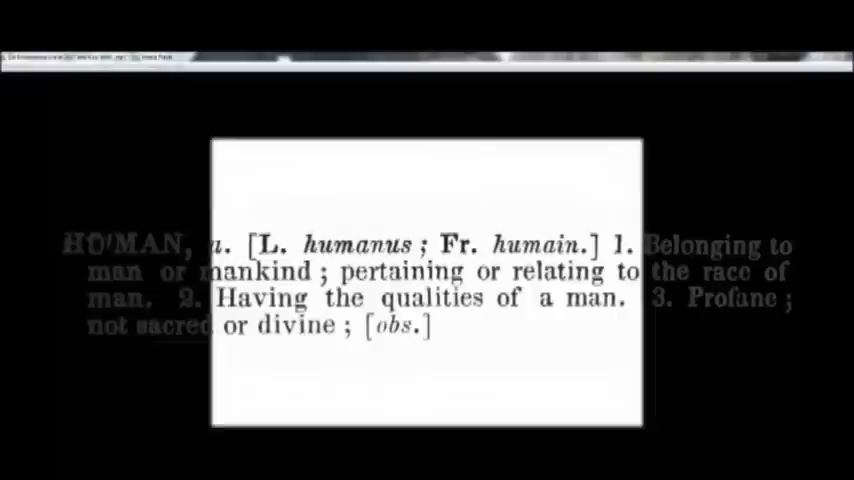 HU'MAN, a. [L. humanus ; Fr. humain.] 1. Belonging to
man or mankind ; pertaining or relating to the race of
man. 2. Having the qualities of a man. 3. Profane ;
not sacred or divine ; [obs.]